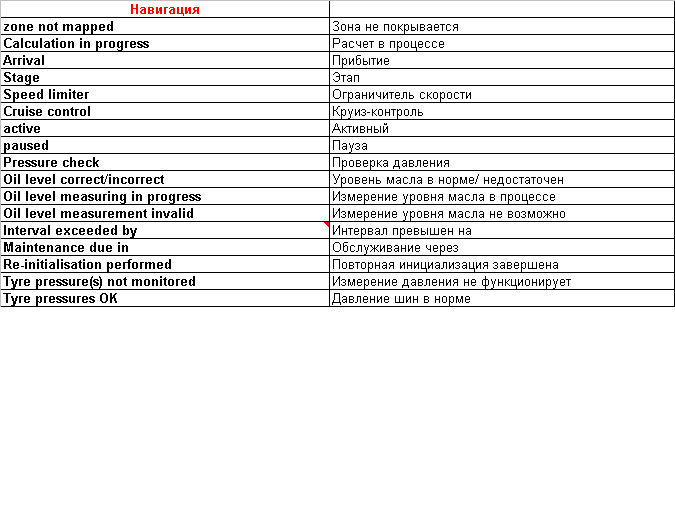 Навигация
zone not mapped Зона не покрывается
Calculation in progress Расчет в процессе
Arrival Прибытие
Stage Этап
Speed limiter Ограничитель скорости
Cruise control Круиз-контроль
active Активный
paused Пауза
Pressure check Проверка давления
Oil level correct/incorrect Уровень масла в норме/ недостаточен
Oil level measuring in progress Измерение уровня масла в процессе
Oil level measurement invalid Измерение уровня масла не возможно
Interval exceeded by Интервал превышен на
Maintenance due in Обслуживание через
Re-initialisation performed Повторная инициализация завершена
Tyre pressure(s) not monitored Измерение давления не функционирует
Tyre pressures OK Давление шин в норме